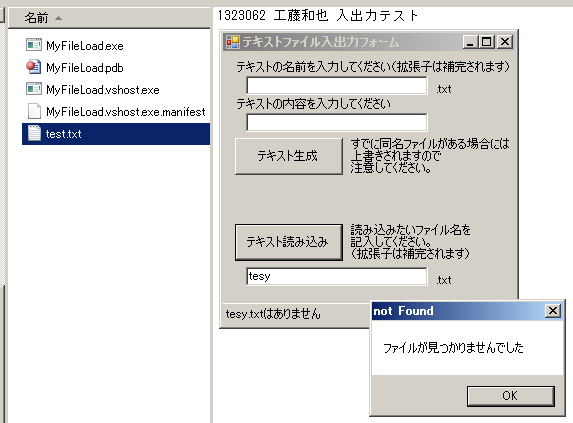 名前
MyFileLoad.exe
MyFileLoad.pdb
MyFileLoad.vshost.exe
MyFileLoad.vshost.exe.manifest
test.txt
1323062 工藤和也 入出力テスト
テキストファイル入出力フォーム
テキストの名前を入力してください(拡張子は補完されます)
.txt
テキストの内容を入力してください
テキスト生成
すでに同名ファイルがある場合には
上書きされますので
注意してください。
テキスト読み込み
読み込みたいファイル名を
記入してください。
(拡張子は補完されます)
tesy
.txt
tesy.txtはありません
not Found
ファイルが見つかりませんでした
OK